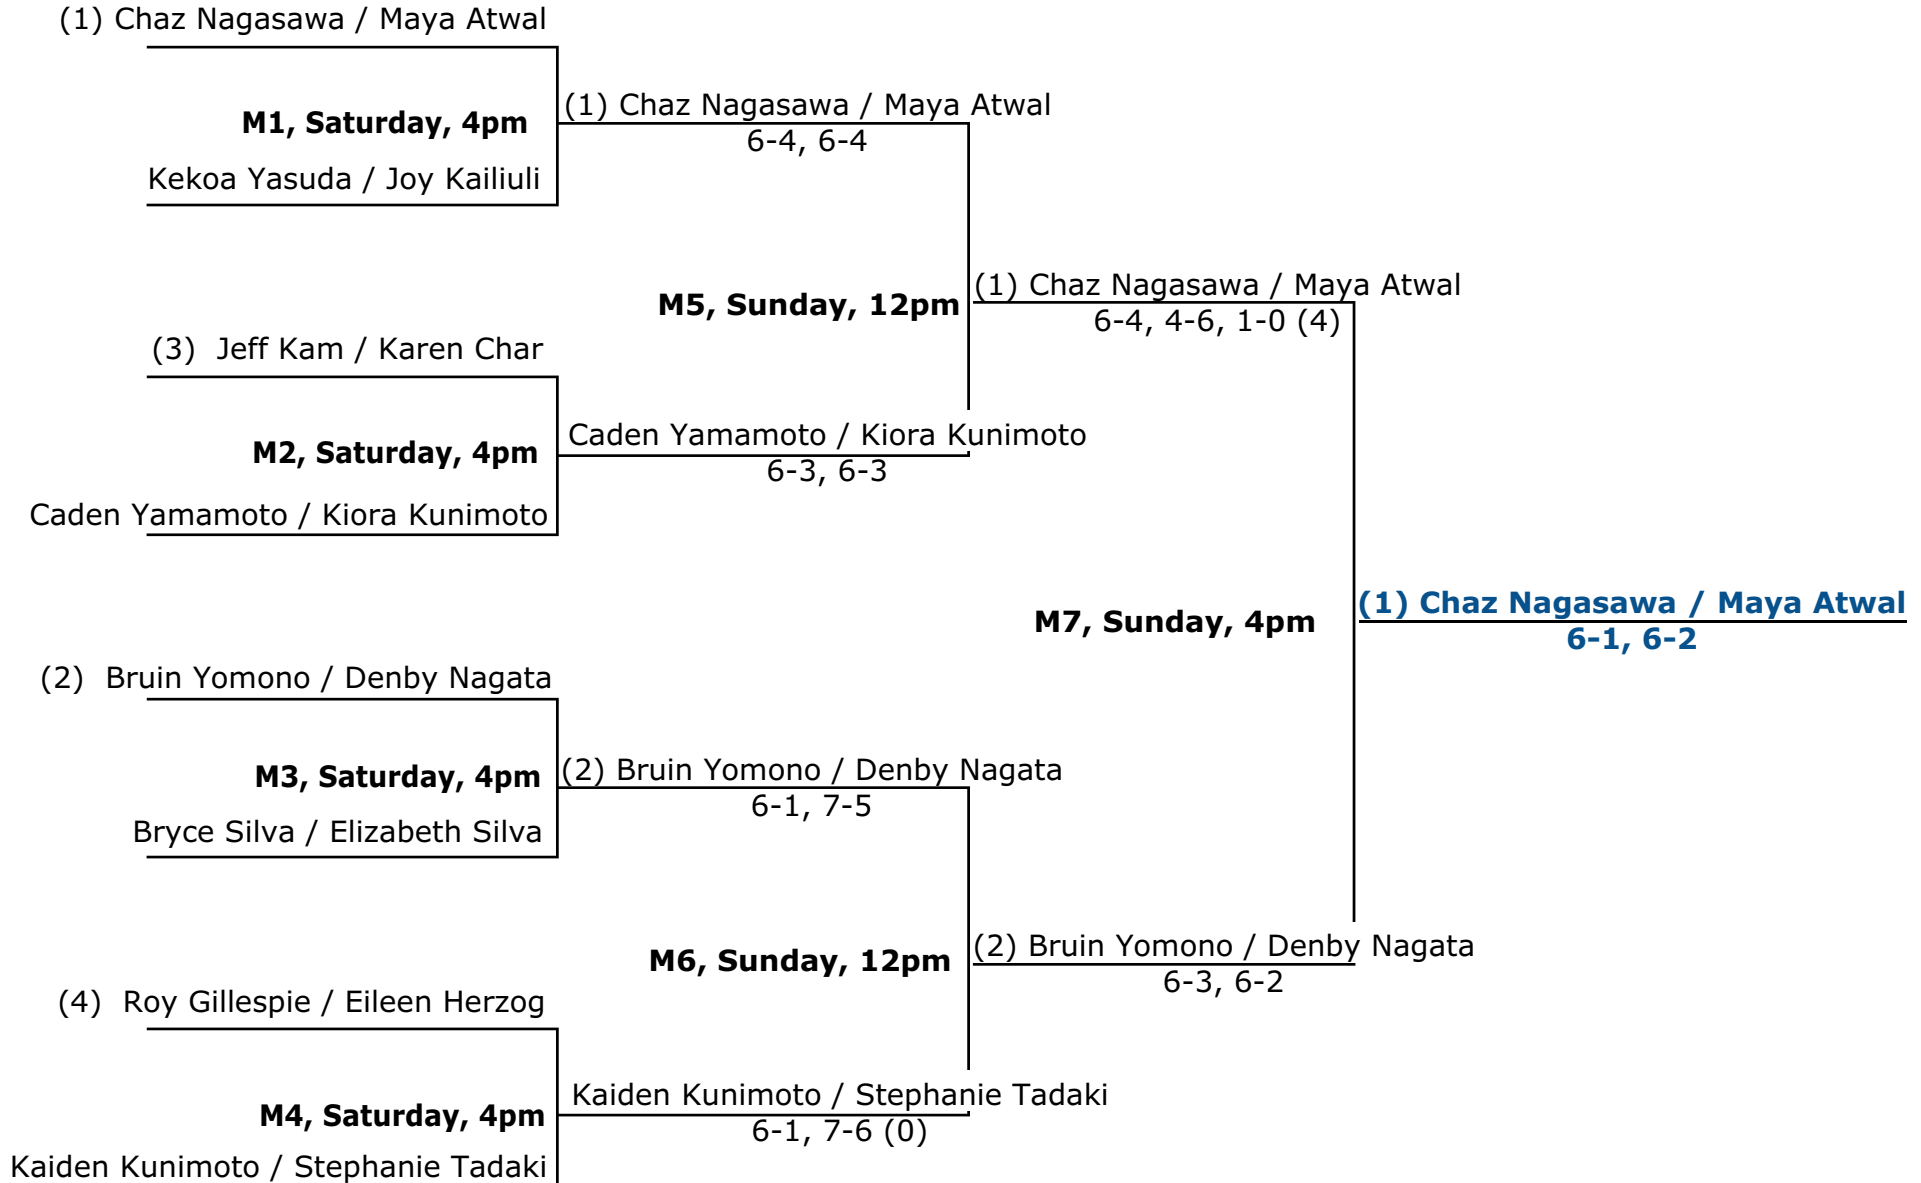 (1) Chaz Nagasawa / Maya Atwal
(1) Chaz Nagasawa / Maya Atwal
M1, Saturday, 4pm
6-4, 6-4
Kekoa Yasuda / Joy Kailiuli
(1) Chaz Nagasawa / Maya Atwal
M5, Sunday, 12pm
6-4, 4-6, 1-0 (4)
(3) Jeff Kam / Karen Char
Caden Yamamoto / Kiora Kunimoto
M2, Saturday, 4pm
6-3, 6-3
Caden Yamamoto / Kiora Kunimoto
(1) Chaz Nagasawa / Maya Atwal
M7, Sunday, 4pm
6-1, 6-2
(2) Bruin Yomono / Denby Nagata
(2) Bruin Yomono / Denby Nagata
M3, Saturday, 4pm
6-1, 7-5
Bryce Silva / Elizabeth Silva
(2) Bruin Yomono / Denby Nagata
M6, Sunday, 12pm
6-3, 6-2
(4) Roy Gillespie / Eileen Herzog
Kaiden Kunimoto / Stephanie Tadaki
M4, Saturday, 4pm
6-1, 7-6 (0)
Kaiden Kunimoto / Stephanie Tadaki